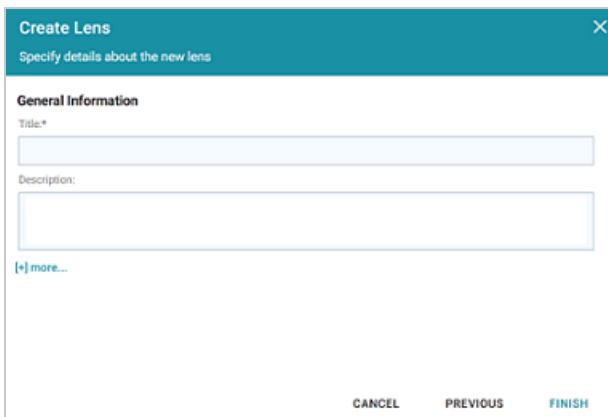 Create Lens
Specify details about the new lens
General Information
Title:*
Description:
[+] more...
CANCEL PREVIOUS FINISH